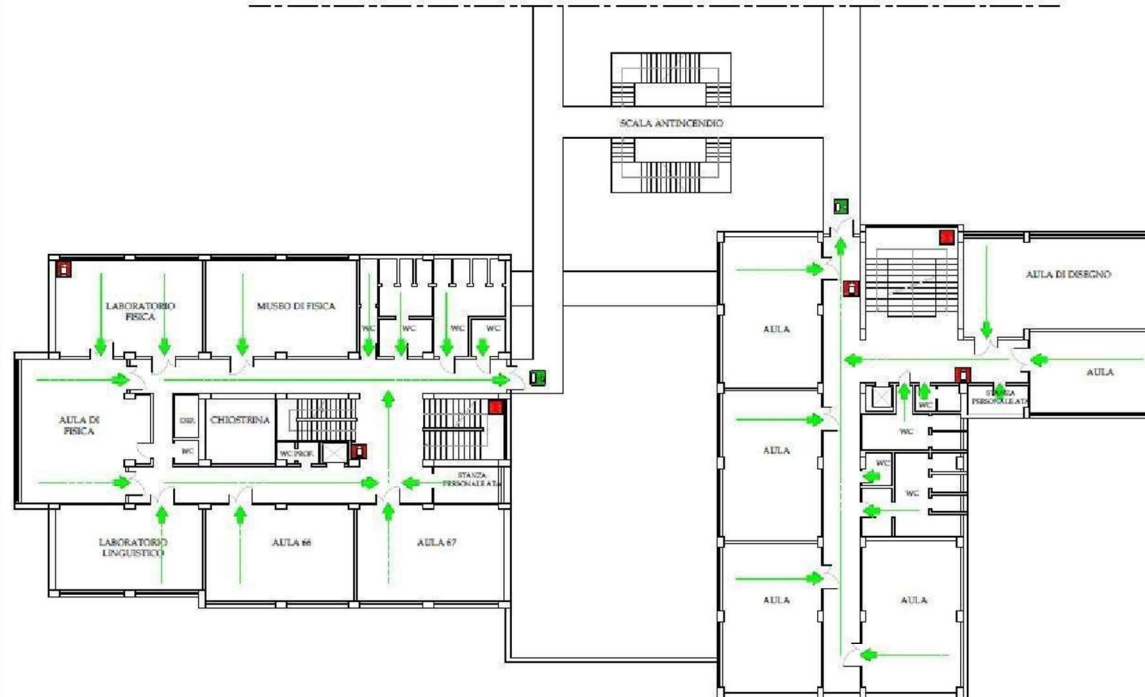 SCALA ANTINCENDIO
LABORATORIO
FISICA
MUSEO DI FISICA
WC
WC
WC
WC
AULA DI
FISICA
CHIOSTRINA
WC
WC PROF.
STANZA
PERSONALE ATA
LABORATORIO
LINGUISTICO
AULA 66
AULA 67
AULA
AULA DI DISEGNO
AULA
STANZA
PERSONALE ATA
WC
WC
AULA
WC
WC
AULA
AULA